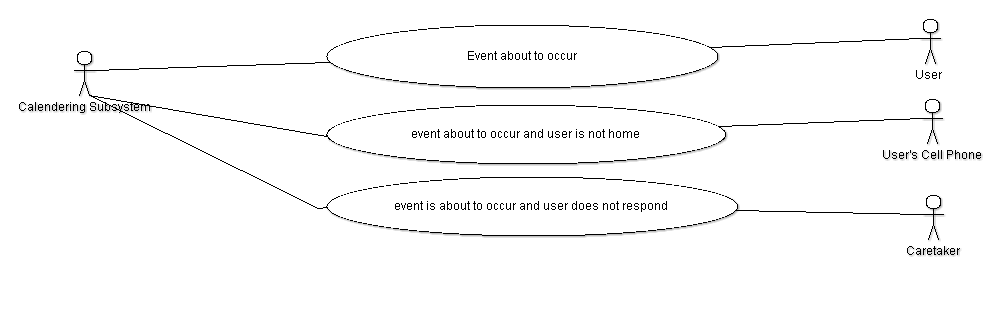 Event about to occur
User
Calendering Subsystem
event about to occur and user is not home
User's Cell Phone
event is about to occur and user does not respond
Caretaker